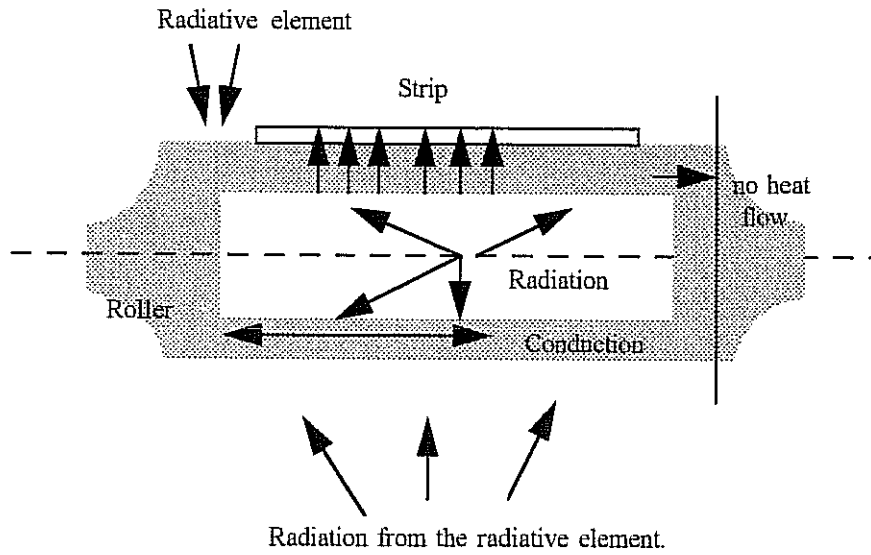 Radiative element
Strip
no heat
flow
Radiation
Roller
Conduction
Radiation from the radiative element.